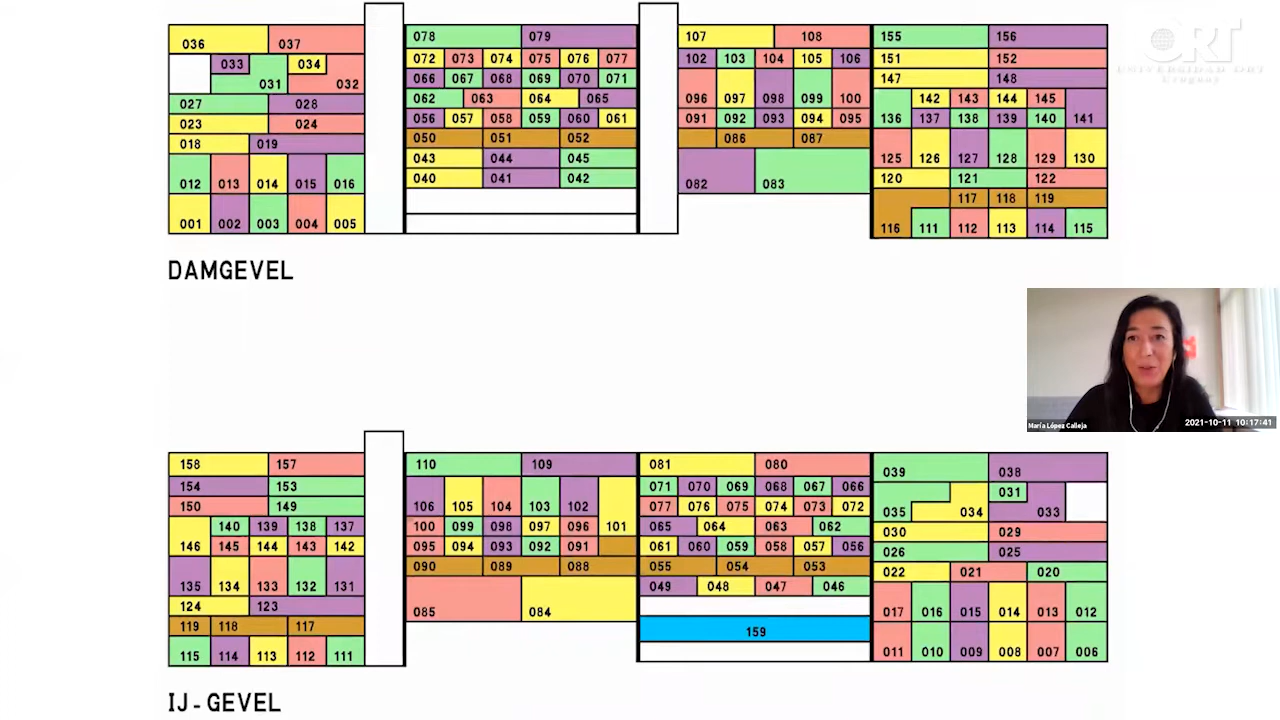 ORT
UNIVERSIDAD ORT
Uruguay
036 037 078 079 107 108 155 156
033 034 072 073 074 075 076 077 102 103 104 105 106 151 152
031 032 066 067 068 069 070 071 147 148
027 028 062 063 064 065 096 097 098 099 100 142 143 144 145
023 024 056 057 058 059 060 061 091 092 093 094 095 136 137 138 139 140 141
018 019 050 051 052 086 087
012 013 014 015 016 043 044 045 125 126 127 128 129 130
040 041 042 082 083 120 121 122
117 118 119
001 002 003 004 005 116 111 112 113 114 115
DAMGEVEL
María López Calleja 2021-10-11 10:17:41
158 157 110 109 081 080 039 038
154 153 071 070 069 068 067 066 031
150 149 106 105 104 103 102 077 076 075 074 073 072 035 034 033
140 139 138 137 100 099 098 097 096 101 065 064 063 062 030 029
146 145 144 143 142 095 094 093 092 091 061 060 059 058 057 056 026 025
090 089 088 055 054 053 022 021 020
135 134 133 132 131 049 048 047 046
124 123 085 084 017 016 015 014 013 012
119 118 117 159
115 114 113 112 111 011 010 009 008 007 006
IJ - GEVEL